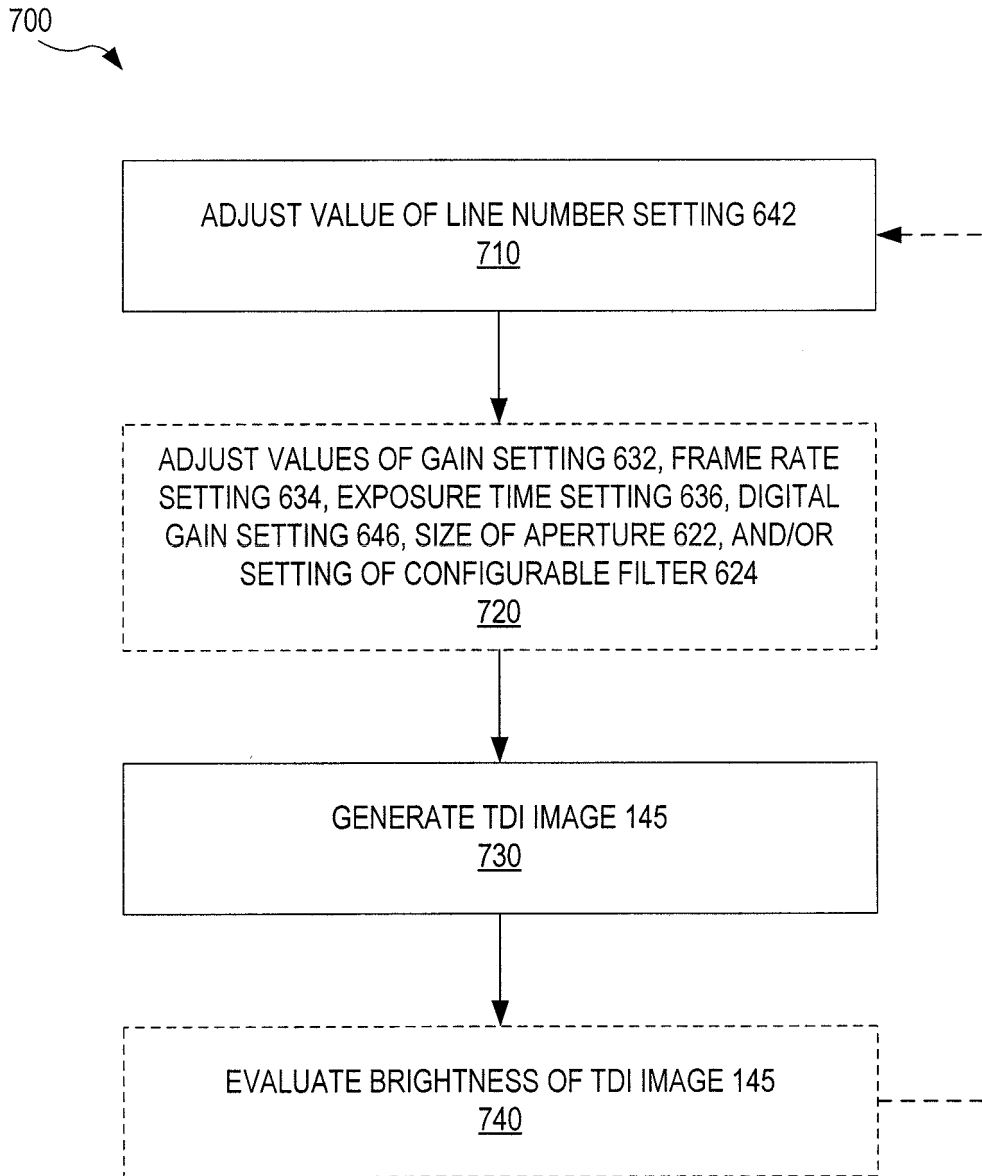 700
ADJUST VALUE OF LINE NUMBER SETTING 642
710
ADJUST VALUES OF GAIN SETTING 632, FRAME RATE
SETTING 634, EXPOSURE TIME SETTING 636, DIGITAL
GAIN SETTING 646, SIZE OF APERTURE 622, AND/OR
SETTING OF CONFIGURABLE FILTER 624
720
GENERATE TDI IMAGE 145
730
EVALUATE BRIGHTNESS OF TDI IMAGE 145
740